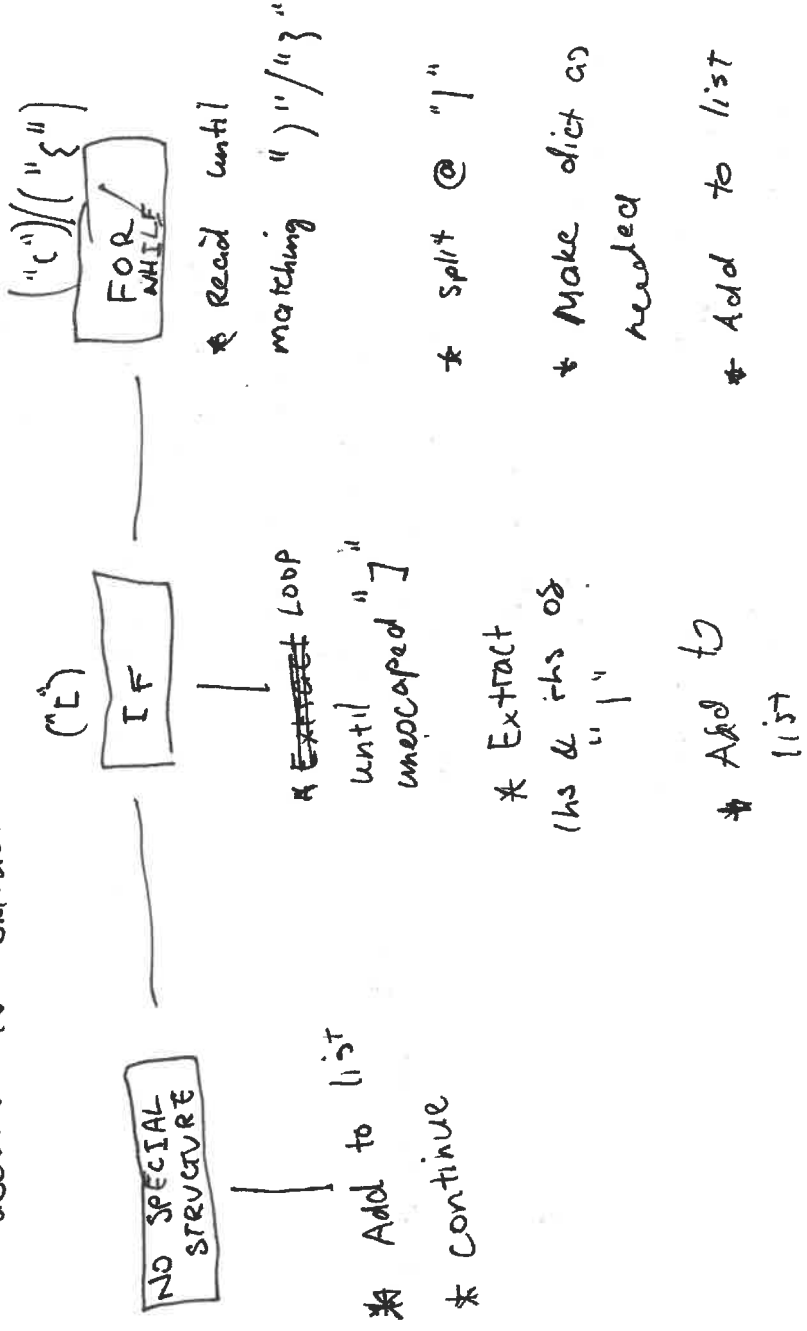 NO SPECIAL
STRUCTURE
* Add to list
* continue
("[")
IF
* LOOP
until
unescaped "]"
* Extract
lhs & rhs of
"|"
* Add to
list
("(")/("{")
FOR
WHILE
* Read until
matching ")"/"}"
* Split @ "|"
* Make dict as
needed
* Add to list